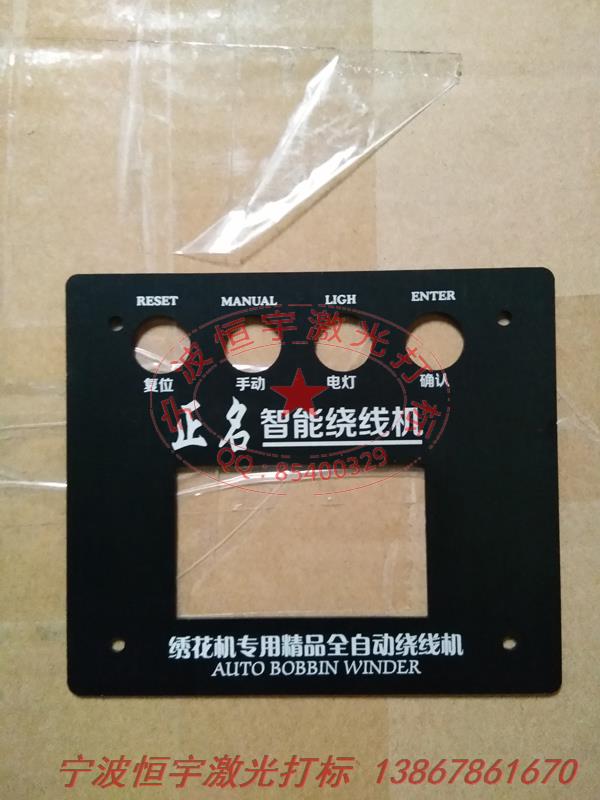 RESET MANUAL LIGH ENTER
复位 手动 电灯 确认
宁波恒宇激光打标
正名智能绕线机
QQ:85400329
绣花机专用精品全自动绕线机
AUTO BOBBIN WINDER
宁波恒宇激光打标 13867861670